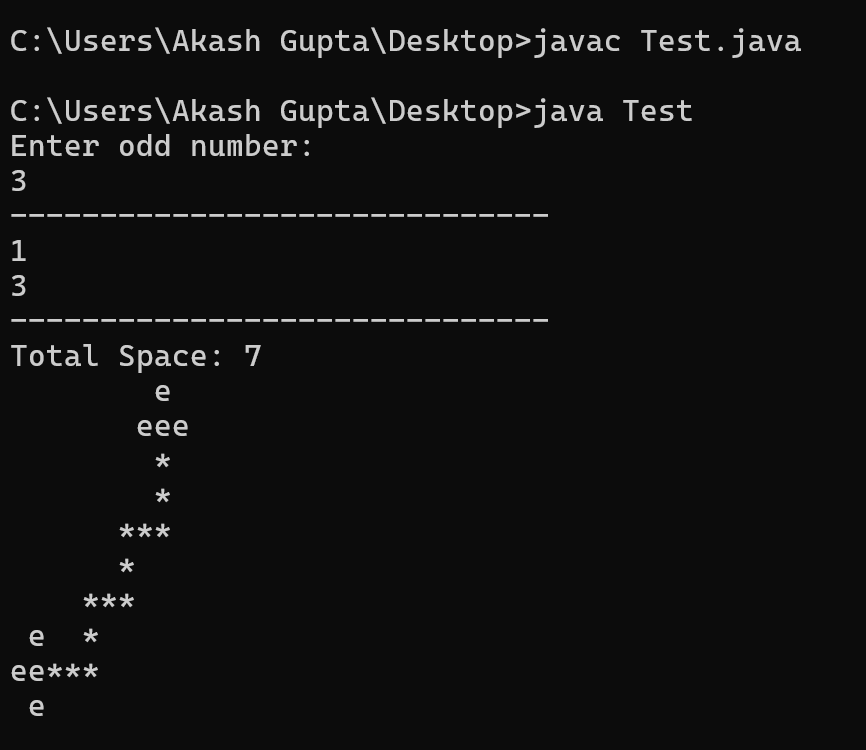 C:\Users\Akash Gupta\Desktop>javac Test.java

C:\Users\Akash Gupta\Desktop>java Test
Enter odd number:
3
------------------------------
1
3
------------------------------
Total Space: 7
        e
       eee
        *
        *
      ***
      *
    ***
 e  *
ee***
 e